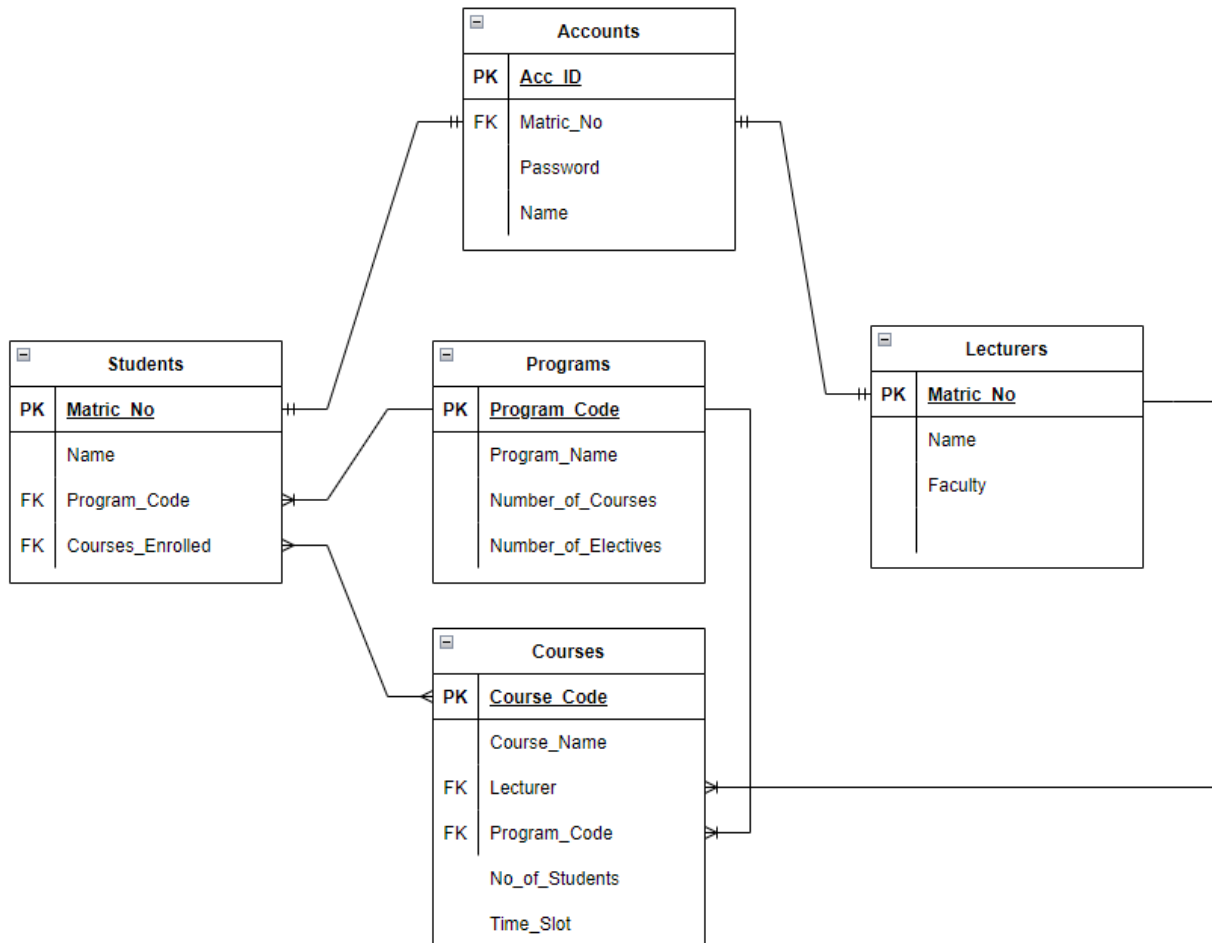 Accounts
PK Acc_ID
FK Matric_No
Password
Name
Students
PK Matric_No
Name
FK Program_Code
FK Courses_Enrolled
Programs
PK Program_Code
Program_Name
Number_of_Courses
Number_of_Electives
Lecturers
PK Matric_No
Name
Faculty
Courses
PK Course_Code
Course_Name
FK Lecturer
FK Program_Code
No_of_Students
Time_Slot